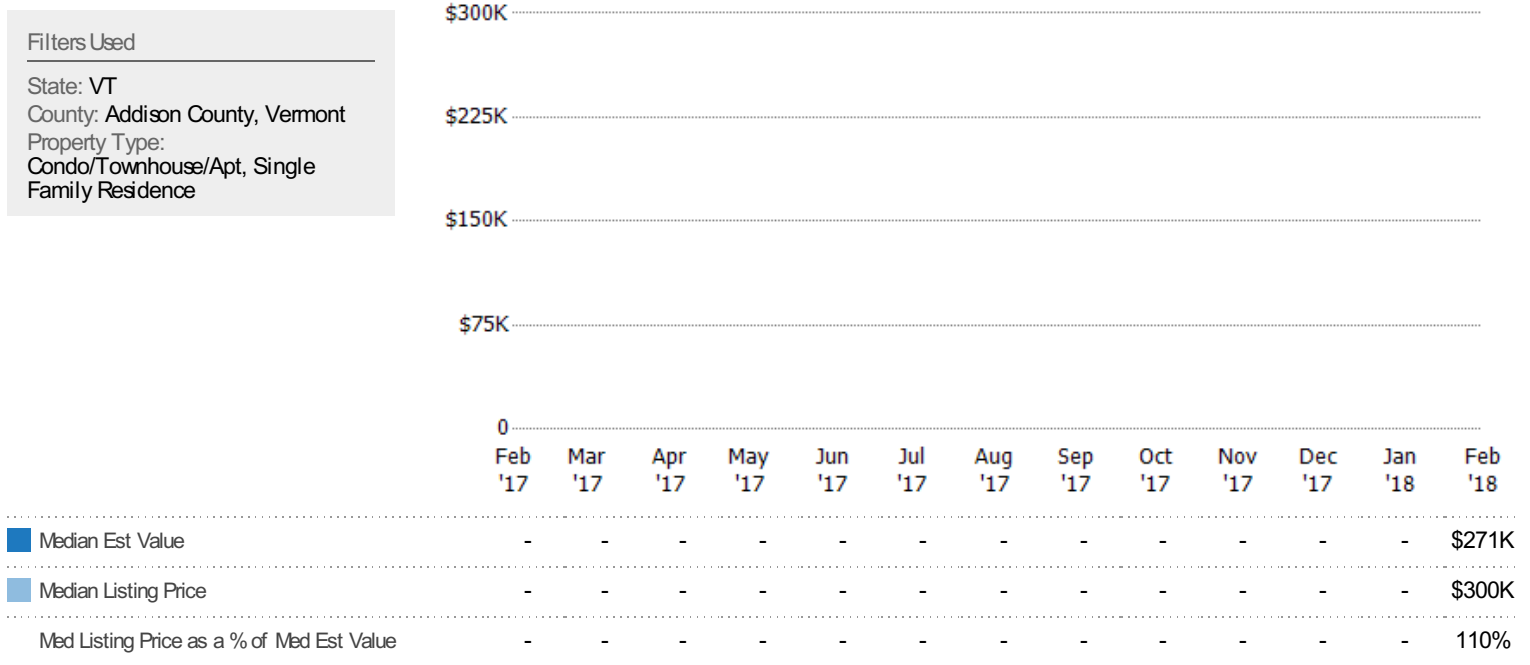 Filters Used
State: VT
County: Addison County, Vermont
Property Type:
Condo/Townhouse/Apt, Single
Family Residence
$300K
$225K
$150K
$75K
0
Feb Mar Apr May Jun Jul Aug Sep Oct Nov Dec Jan Feb
'17 '17 '17 '17 '17 '17 '17 '17 '17 '17 '17 '18 '18
Median Est Value - - - - - - - - - - - - $271K
Median Listing Price - - - - - - - - - - - - $300K
Med Listing Price as a % of Med Est Value - - - - - - - - - - - - 110%